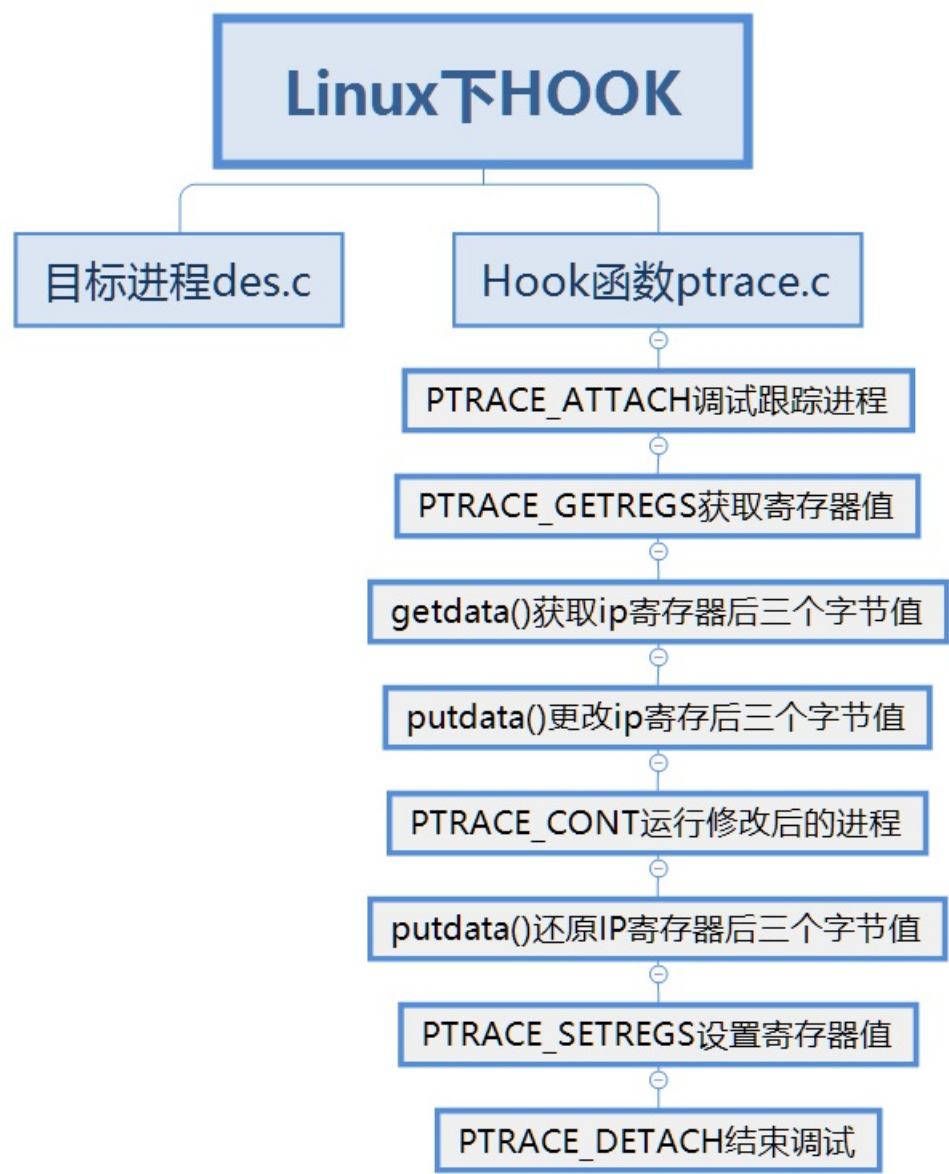 Linux下HOOK
目标进程des.c
Hook函数ptrace.c
PTRACE_ATTACH调试跟踪进程
PTRACE_GETREGS获取寄存器值
getdata()获取ip寄存器后三个字节值
putdata()更改ip寄存后三个字节值
PTRACE_CONT运行修改后的进程
putdata()还原IP寄存器后三个字节值
PTRACE_SETREGS设置寄存器值
PTRACE_DETACH结束调试